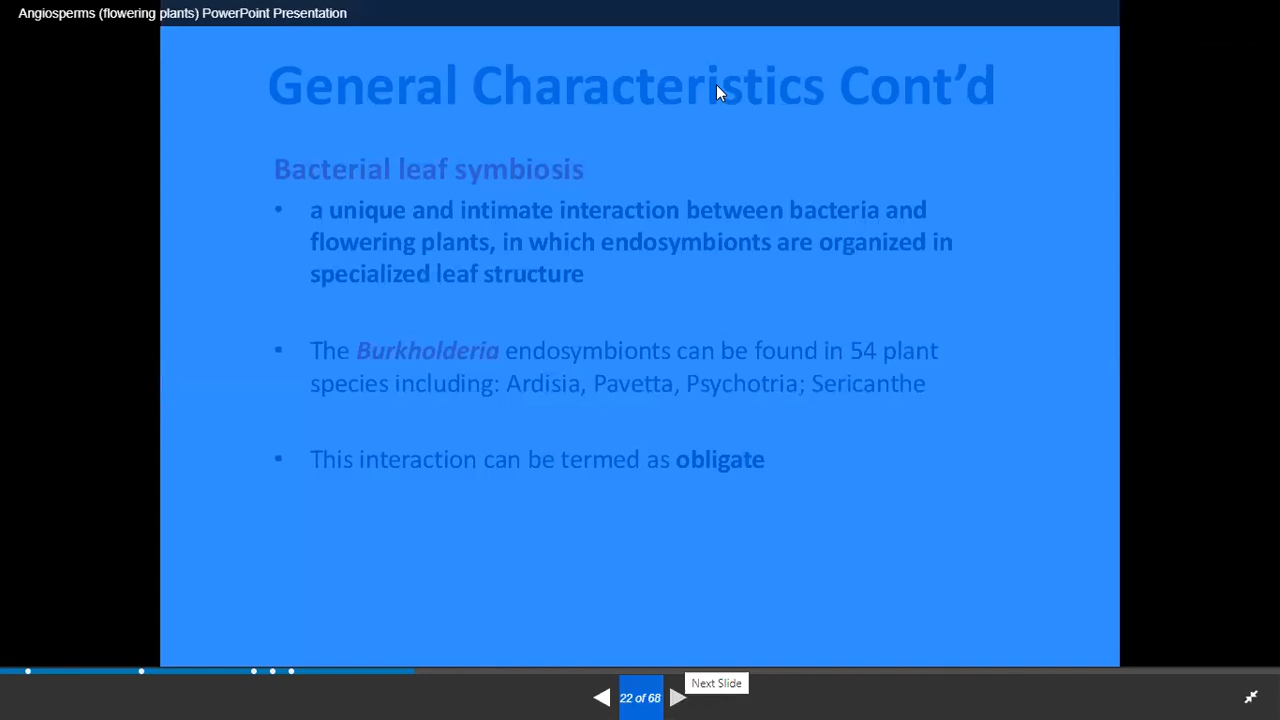 Angiosperms (flowering plants) PowerPoint Presentation
General Characteristics Cont’d
Bacterial leaf symbiosis
• a unique and intimate interaction between bacteria and
flowering plants, in which endosymbionts are organized in
specialized leaf structure
• The Burkholderia endosymbionts can be found in 54 plant
species including: Ardisia, Pavetta, Psychotria; Sericanthe
• This interaction can be termed as obligate
22 of 68
Next Slide